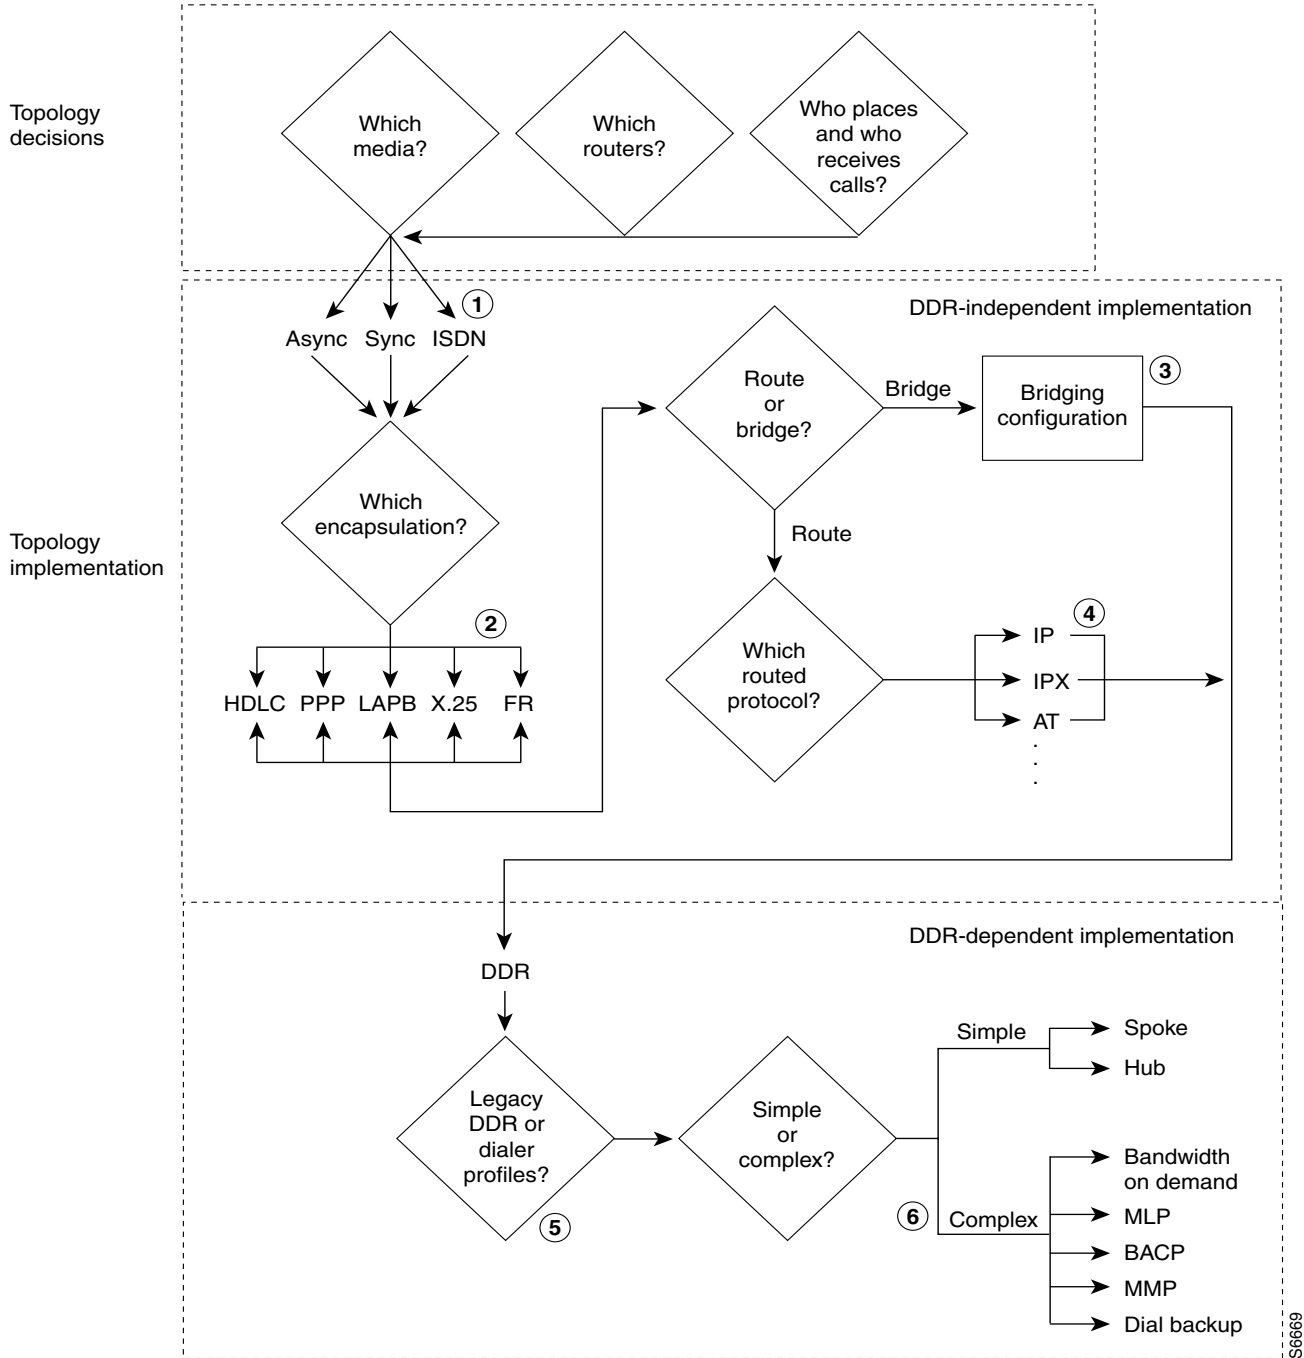 Topology
decisions
Which
media?
Which
routers?
Who places
and who
receives
calls?
Topology
implementation
DDR-independent implementation
1
Async
Sync
ISDN
Which
encapsulation?
2
HDLC
PPP
LAPB
X.25
FR
Route
or
bridge?
Bridge
Bridging
configuration
3
Route
Which
routed
protocol?
4
IP
IPX
AT
.
.
.
DDR-dependent implementation
DDR
Legacy
DDR or
dialer
profiles?
5
Simple
or
complex?
6
Simple
Spoke
Hub
Complex
Bandwidth
on demand
MLP
BACP
MMP
Dial backup
S6669